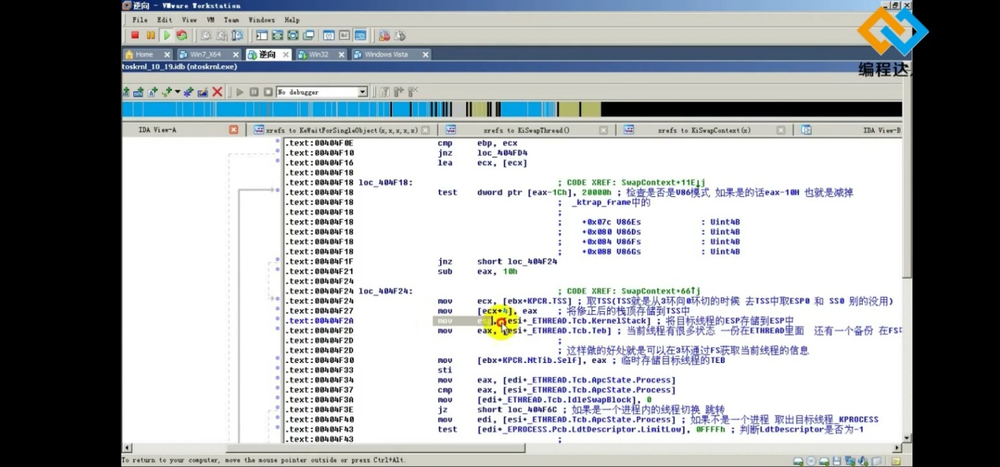 逆向 - VMware Workstation
File Edit View VM Team Windows Help
Home Win7_X64 逆向 Win32 Windows Vista
编程达
toskrnl_10_19.idb (ntoskrnl.exe)
No debugger
IDA View-A xrefs to KeWaitForSingleObject(x,x,x,x,x) xrefs to KiSwapThread() xrefs to KiSwapContext(x) IDA View-B
.text:00404F0E cmp ebp, ecx
.text:00404F10 jnz loc_404FD4
.text:00404F16 lea ecx, [ecx]
.text:00404F18
.text:00404F18 loc_404F18: ; CODE XREF: SwapContext+11E↓j
.text:00404F18 test dword ptr [eax-1Ch], 20000h ; 检查是否是V86模式 如果不是的话eax-10H 也就是减掉
.text:00404F18 ; _ktrap_frame中的
.text:00404F18 ;
.text:00404F18 ; +0x07c V86Es : Uint4B
.text:00404F18 ; +0x080 V86Ds : Uint4B
.text:00404F18 ; +0x084 V86Fs : Uint4B
.text:00404F18 ; +0x088 V86Gs : Uint4B
.text:00404F1F jnz short loc_404F24
.text:00404F21 sub eax, 10h
.text:00404F24
.text:00404F24 loc_404F24: ; CODE XREF: SwapContext+66↑j
.text:00404F24 mov ecx, [ebx+KPCR.TSS] ; 取TSS(TSS就是从3环向0环切的时候 去TSS中取ESP0 和 SS0 别的没用)
.text:00404F27 mov [ecx+4], eax ; 将修正后的栈顶存储到TSS中
.text:00404F2A mov esp, [esi+_ETHREAD.Tcb.KernelStack] ; 将目标线程的ESP存储到ESP中
.text:00404F2D mov eax, [esi+_ETHREAD.Tcb.Teb] ; 当前线程有很多状态 一份在ETHREAD里面 还有一个备份 在FS中
.text:00404F2D ;
.text:00404F2D ; 这样做的好处就是可以在3环通过FS获取当前线程的信息
.text:00404F30 mov [ebx+KPCR.NtTib.Self], eax ; 临时存储目标线程的TEB
.text:00404F33 sti
.text:00404F34 mov eax, [edi+_ETHREAD.Tcb.ApcState.Process]
.text:00404F37 cmp eax, [esi+_ETHREAD.Tcb.ApcState.Process]
.text:00404F3A mov [edi+_ETHREAD.Tcb.IdleSwapBlock], 0
.text:00404F3E jz short loc_404F6C ; 如果是一个进程内的线程切换 跳转
.text:00404F40 mov edi, [esi+_ETHREAD.Tcb.ApcState.Process] ; 如果不是一个进程 取出目标线程_KPROCESS
.text:00404F43 test [edi+_EPROCESS.Pcb.LdtDescriptor.LimitLow], 0FFFFh ; 判断LdtDescriptor是否为-1
.text:00404F43 ;
To return to your computer, move the mouse pointer outside or press Ctrl+Alt.